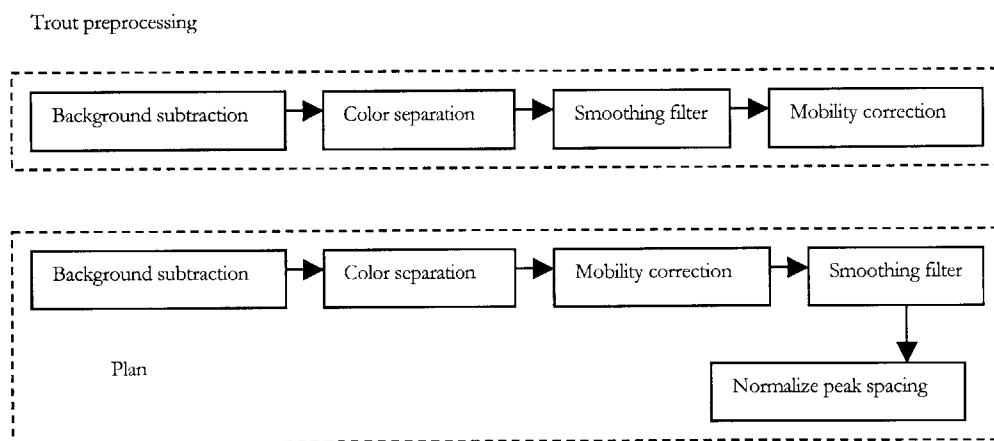 Trout preprocessing
Background subtraction
Color separation
Smoothing filter
Mobility correction
Background subtraction
Color separation
Mobility correction
Smoothing filter
Plan
Normalize peak spacing